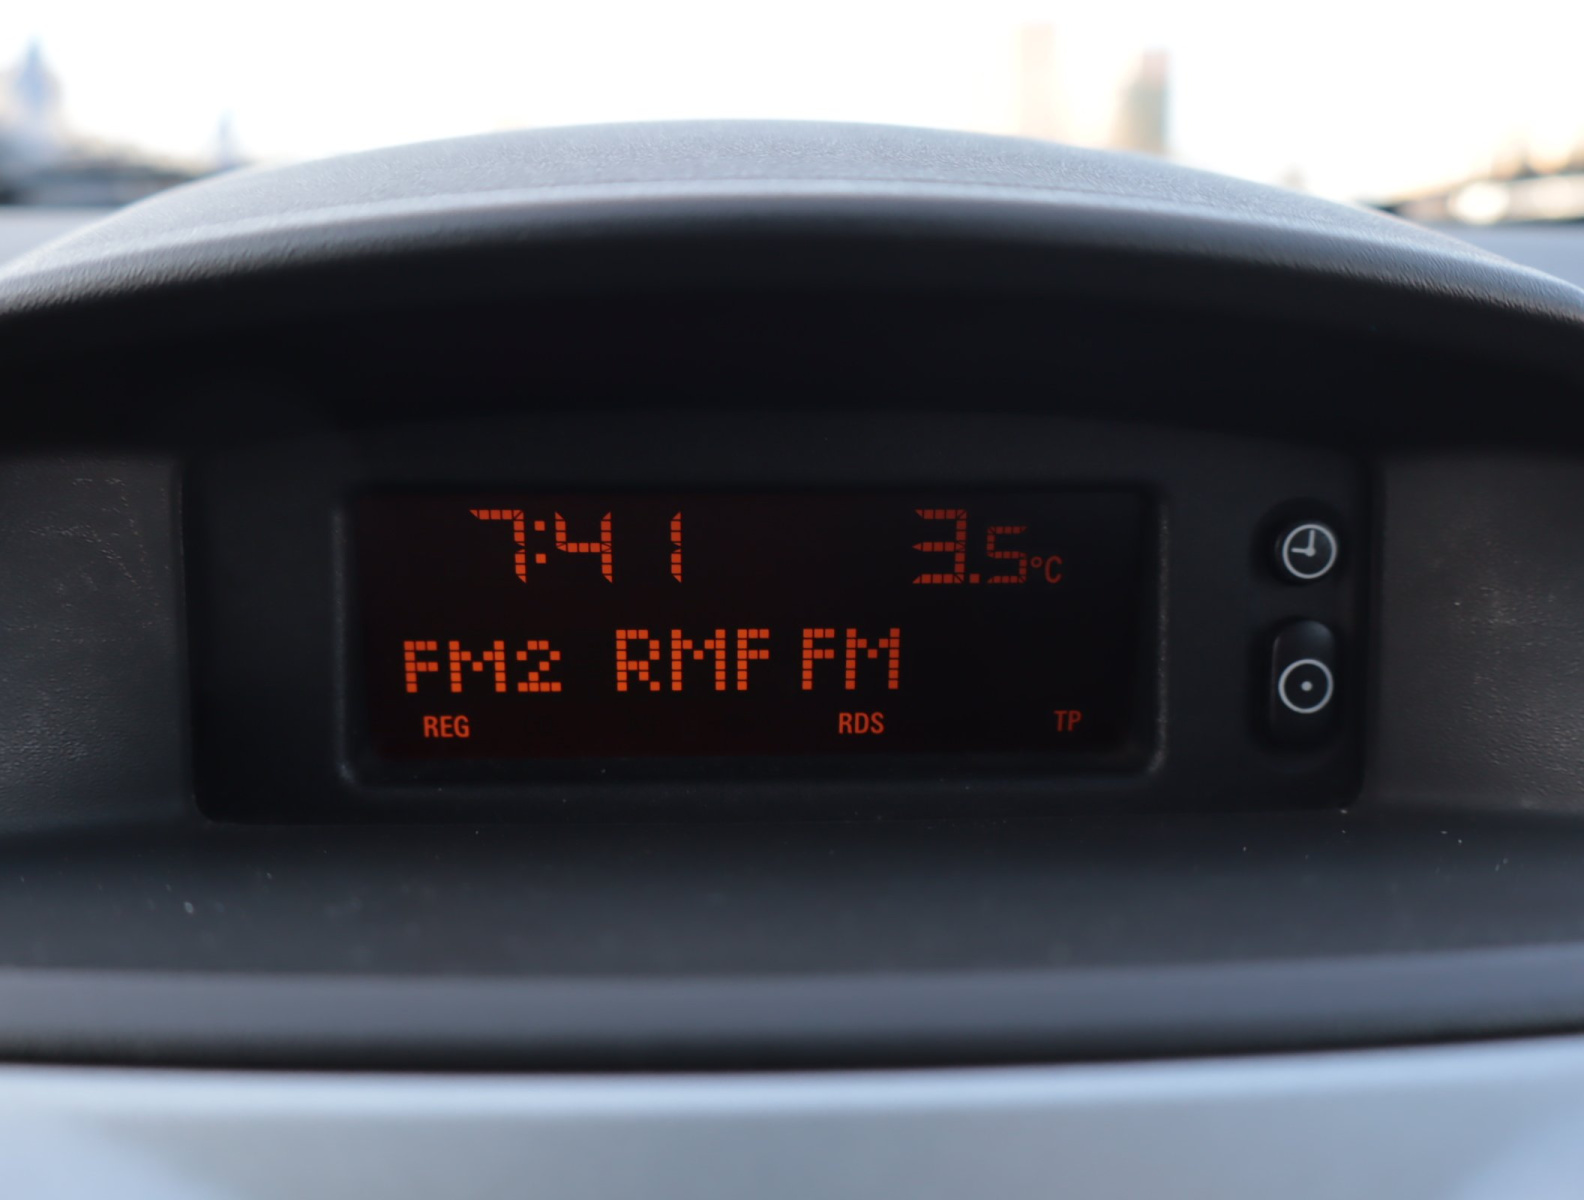 7:41 3.5°C
FM2 RMF FM
REG RDS TP